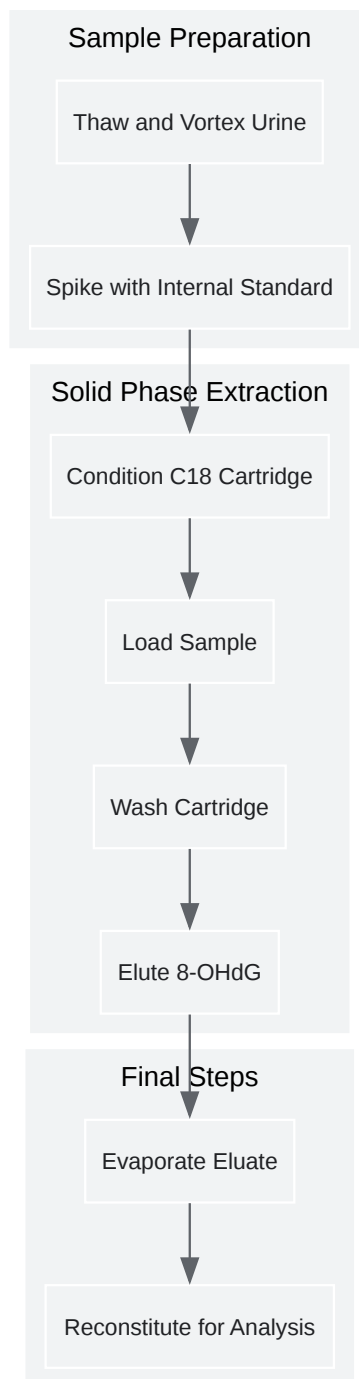 Sample Preparation
Thaw and Vortex Urine
Spike with Internal Standard
Solid Phase Extraction
Condition C18 Cartridge
Load Sample
Wash Cartridge
Elute 8-OHdG
Final Steps
Evaporate Eluate
Reconstitute for Analysis